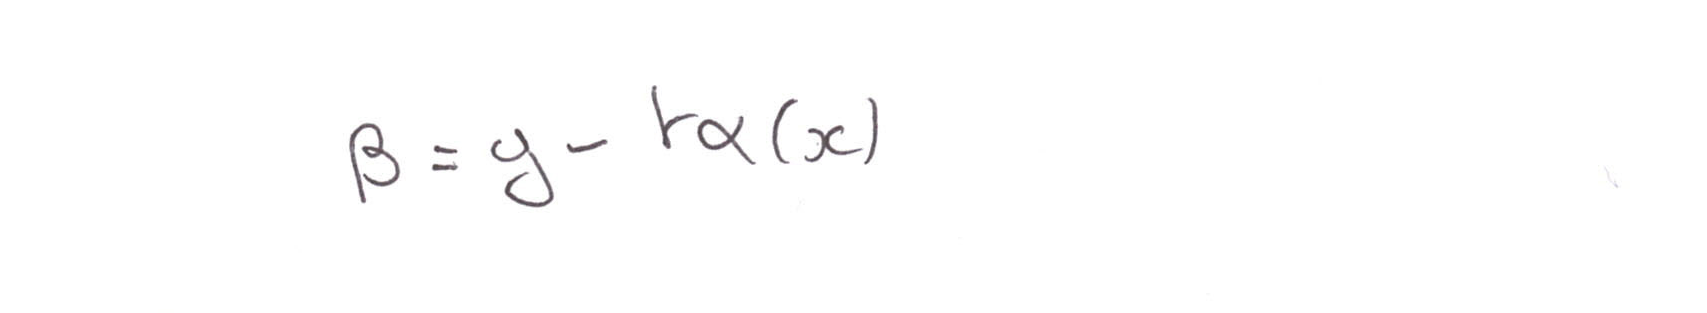 β = y - rα(x)